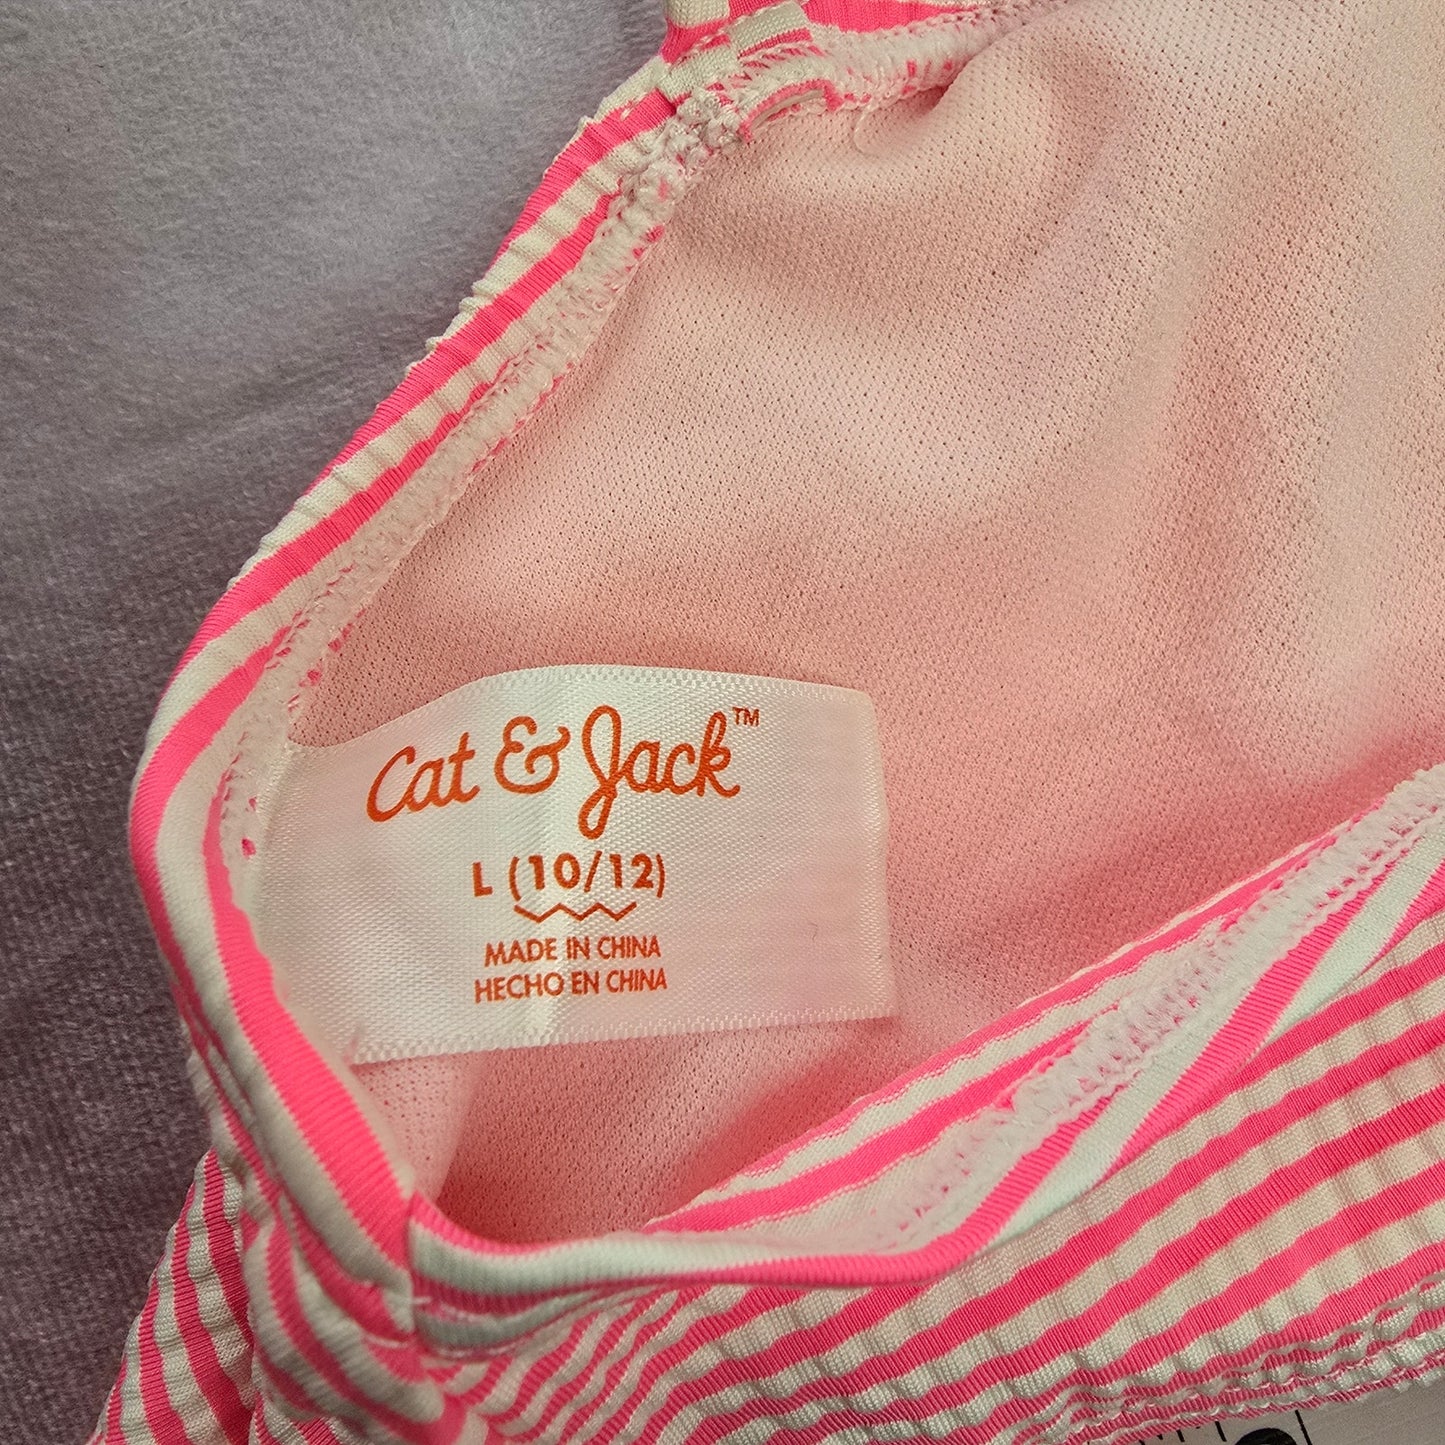 Cat & Jack™
L (10/12)
MADE IN CHINA
HECHO EN CHINA